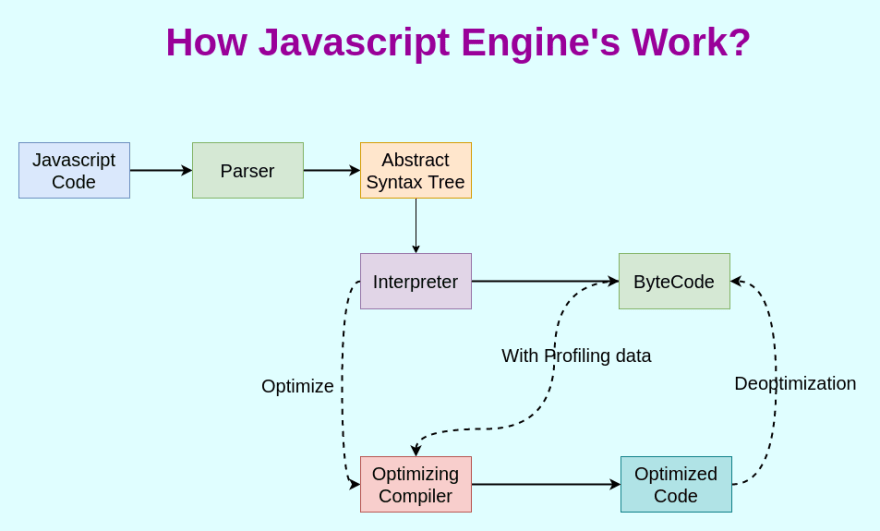 How Javascript Engine's Work?
Javascript
Code
Parser
Abstract
Syntax Tree
Interpreter
ByteCode
With Profiling data
Optimize
Deoptimization
Optimizing
Compiler
Optimized
Code